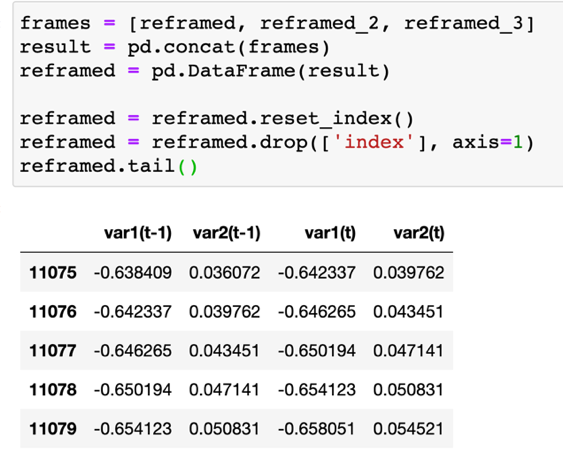 frames = [reframed, reframed_2, reframed_3]
result = pd.concat(frames)
reframed = pd.DataFrame(result)
reframed = reframed.reset_index()
reframed = reframed.drop(['index'], axis=1)
reframed.tail()
var1(t-1) var2(t-1) var1(t) var2(t)
11075 -0.638409 0.036072 -0.642337 0.039762
11076 -0.642337 0.039762 -0.646265 0.043451
11077 -0.646265 0.043451 -0.650194 0.047141
11078 -0.650194 0.047141 -0.654123 0.050831
11079 -0.654123 0.050831 -0.658051 0.054521